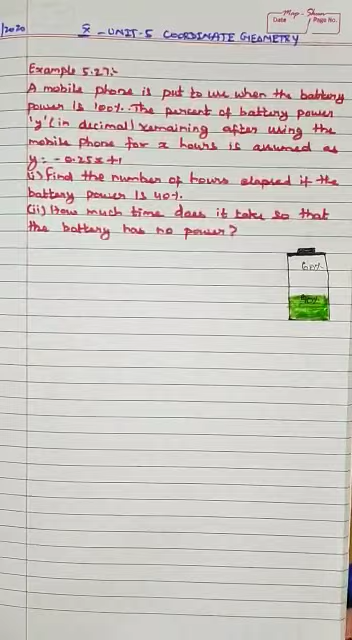 Map-Sham
Date
Page No.
/2020
X - UNIT-5 COORDINATE GEOMETRY
Example 5.27:-
A mobile phone is put to use when the battery
power is 100%. The percent of battery power
'y' (in decimal) remaining after using the
mobile phone for x hours is assumed as
y = -0.25x+1
(i) Find the number of hours elapsed if the
battery power is 40%.
(ii) How much time does it take so that
the battery has no power?
60%
40%